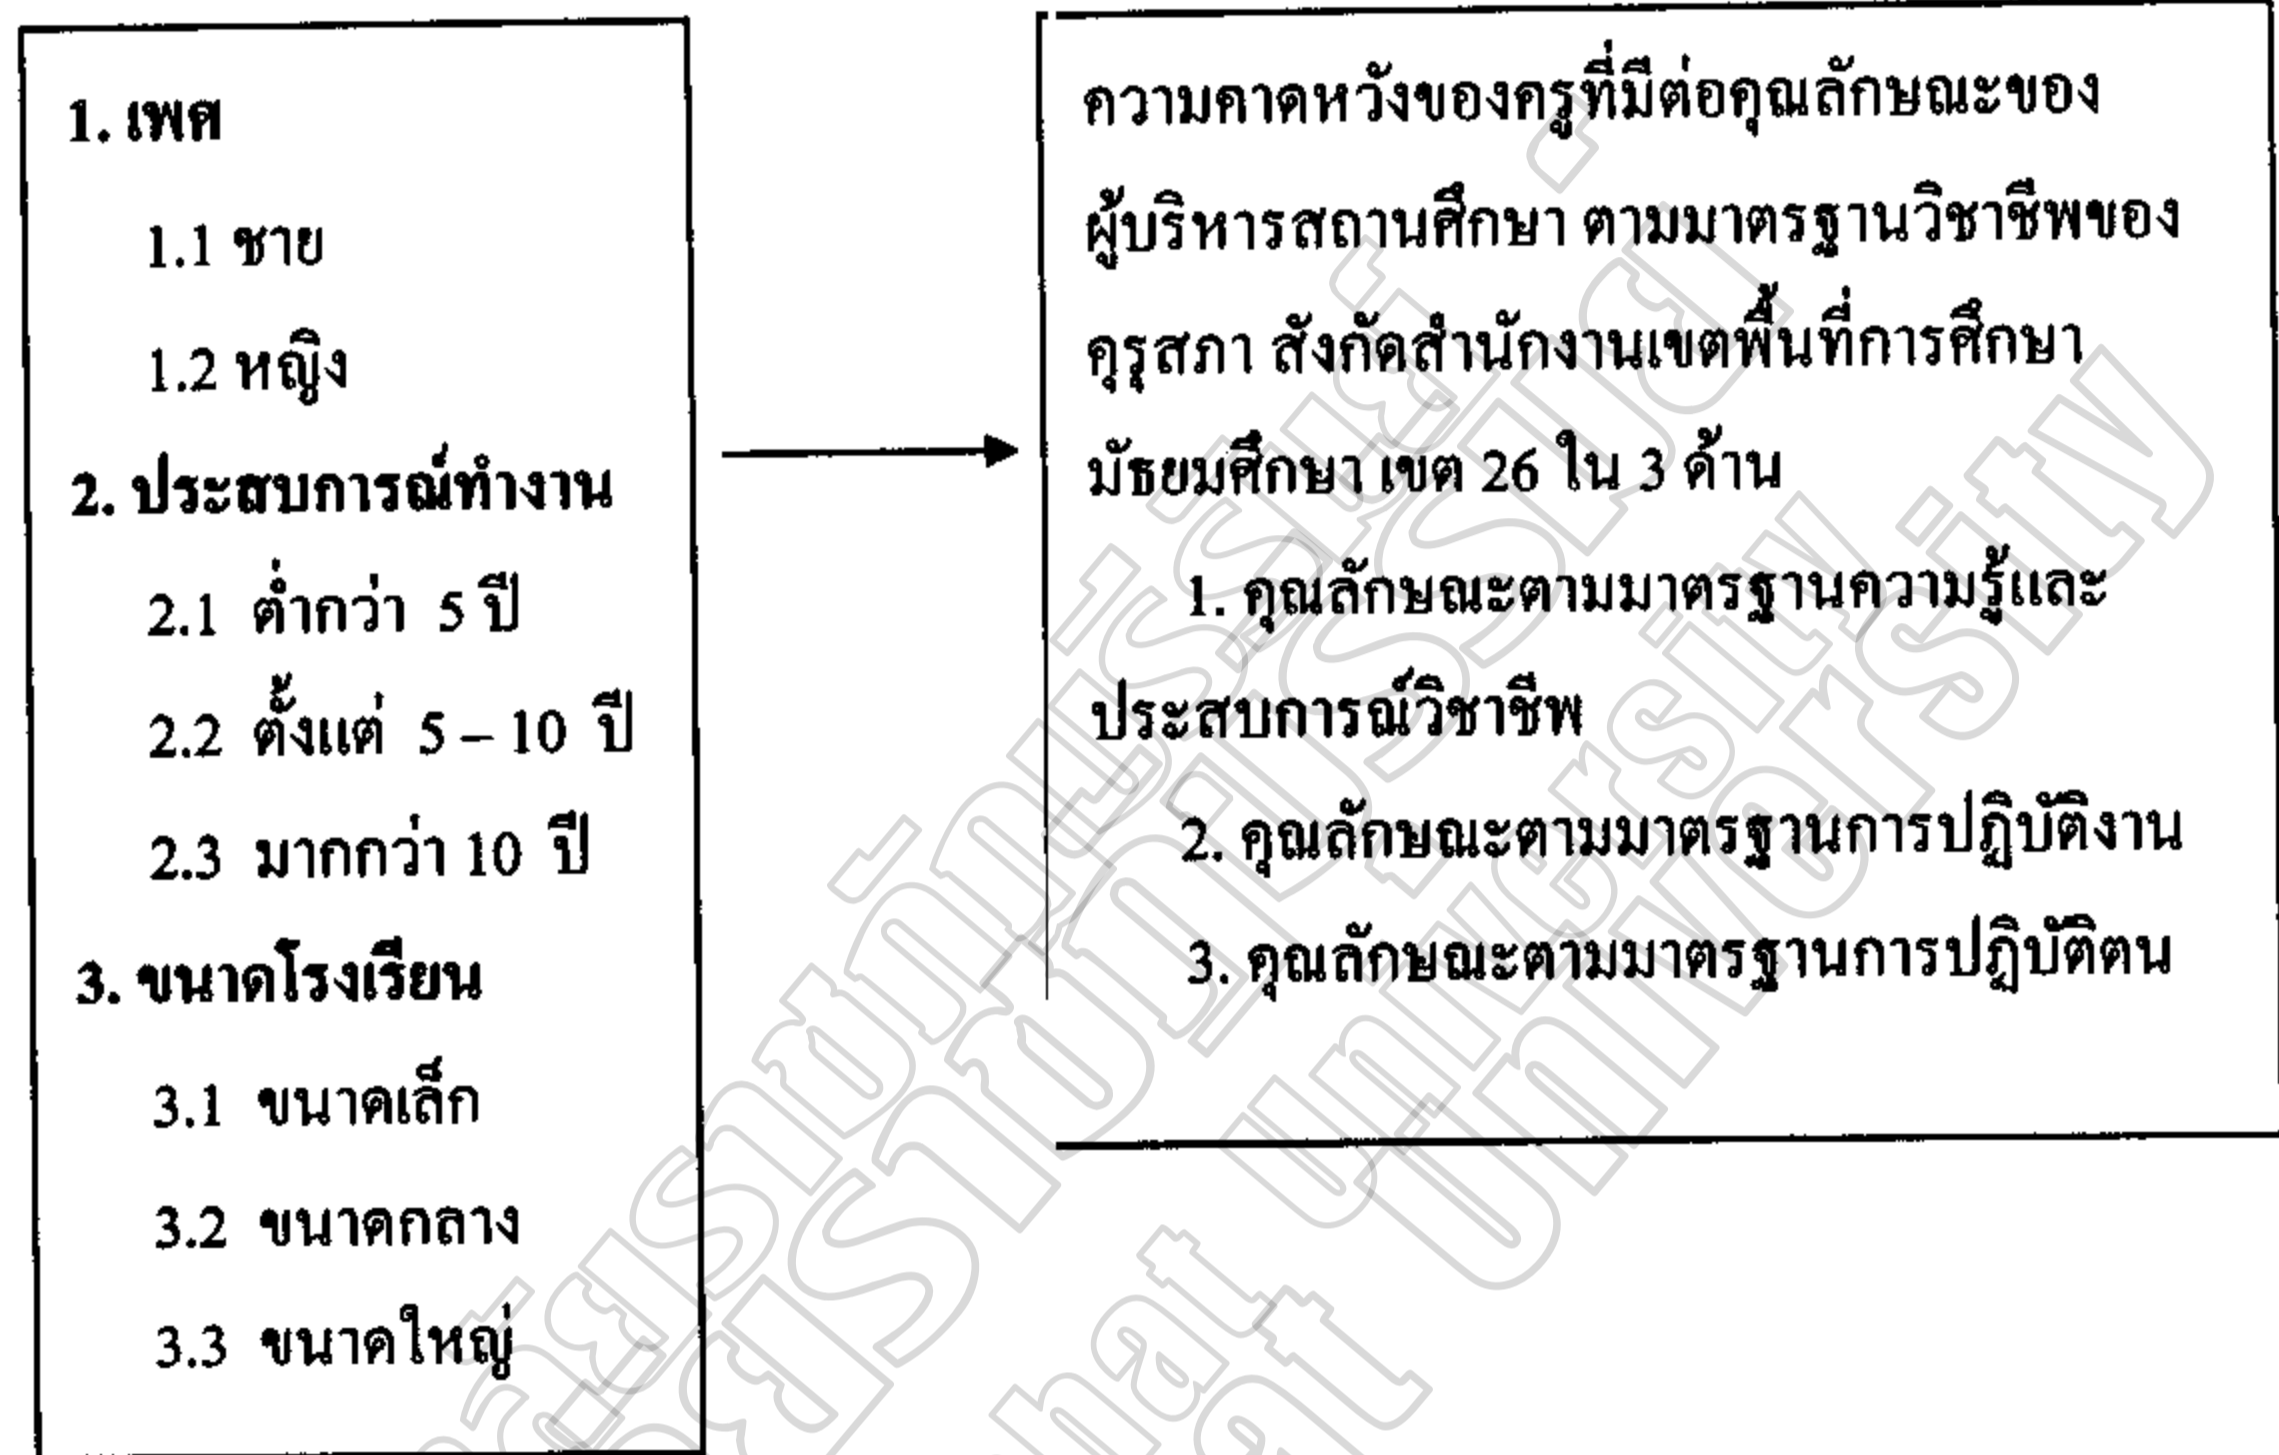 1. เพศ
1.1 ชาย
1.2 หญิง
2. ประสบการณ์ทำงาน
2.1 ต่ำกว่า 5 ปี
2.2 ตั้งแต่ 5 – 10 ปี
2.3 มากกว่า 10 ปี
3. ขนาดโรงเรียน
3.1 ขนาดเล็ก
3.2 ขนาดกลาง
3.3 ขนาดใหญ่
ความคาดหวังของครูที่มีต่อคุณลักษณะของ
ผู้บริหารสถานศึกษา ตามมาตรฐานวิชาชีพของ
คุรุสภา สังกัดสำนักงานเขตพื้นที่การศึกษา
มัธยมศึกษา เขต 26 ใน 3 ด้าน
1. คุณลักษณะตามมาตรฐานความรู้และ
ประสบการณ์วิชาชีพ
2. คุณลักษณะตามมาตรฐานการปฏิบัติงาน
3. คุณลักษณะตามมาตรฐานการปฏิบัติตน
University
University